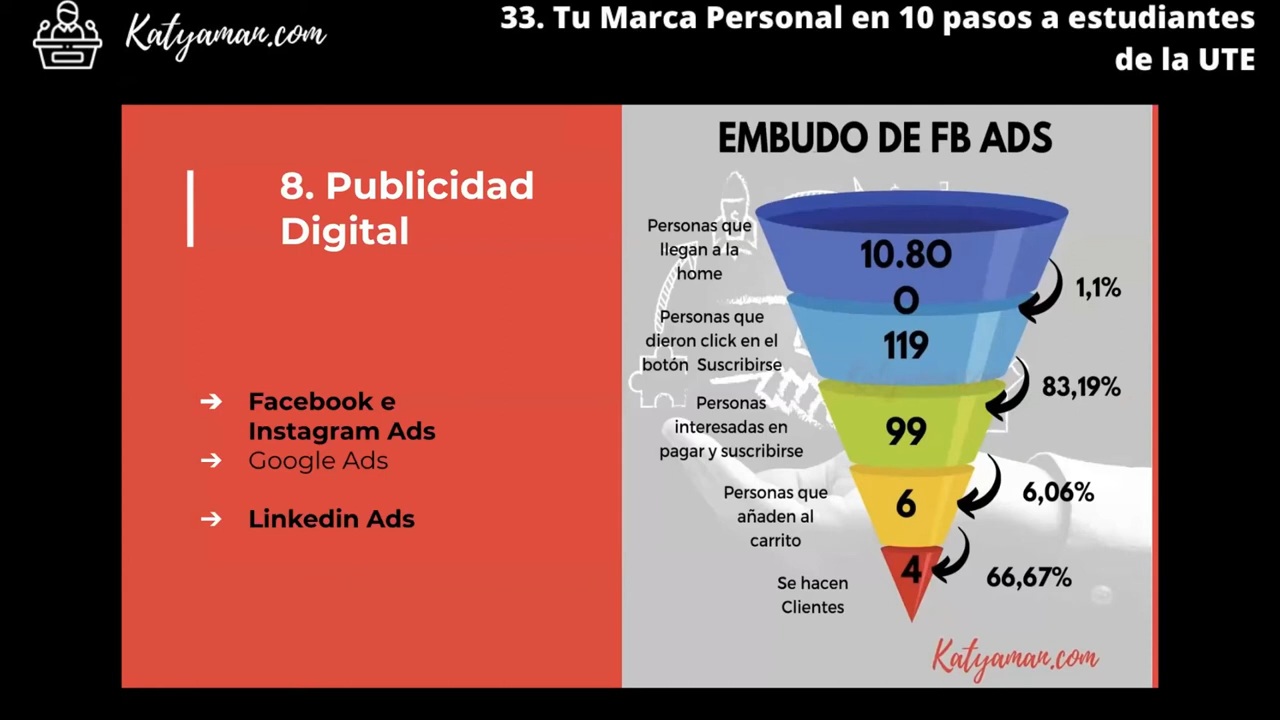 Katyaman.com
33. Tu Marca Personal en 10 pasos a estudiantes
de la UTE
8. Publicidad
Digital
→ Facebook e
Instagram Ads
→ Google Ads
→ Linkedin Ads
EMBUDO DE FB ADS
Personas que
llegan a la
home
10.80
0
1,1%
Personas que
dieron click en el
botón Suscribirse
119
83,19%
Personas
interesadas en
pagar y suscribirse
99
6,06%
Personas que
añaden al
carrito
6
66,67%
Se hacen
Clientes
4
Katyaman.com